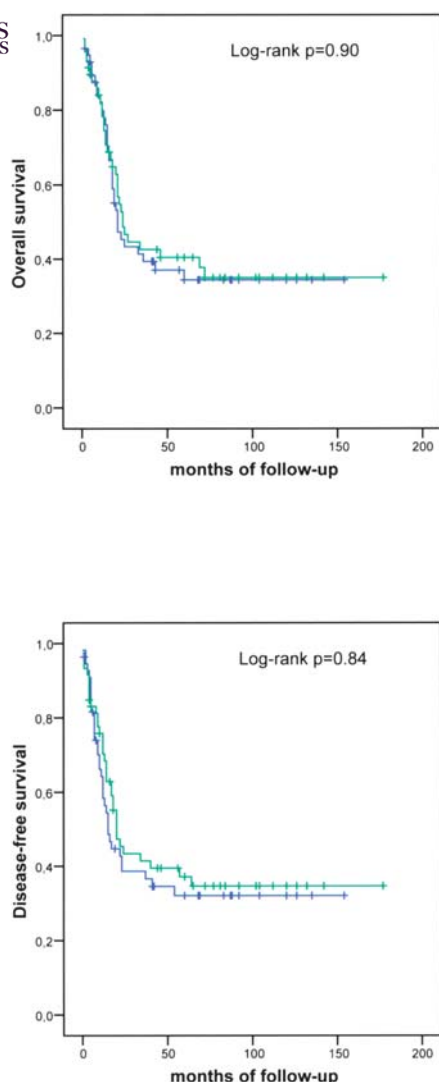 S
s
1,0
Log-rank p=0.90
0,8
0,6
0,4
0,2
0,0
Overall survival
0 50 100 150 200
months of follow-up
1,0
Log-rank p=0.84
0,8
0,6
0,4
0,2
0,0
Disease-free survival
0 50 100 150 200
months of follow-up